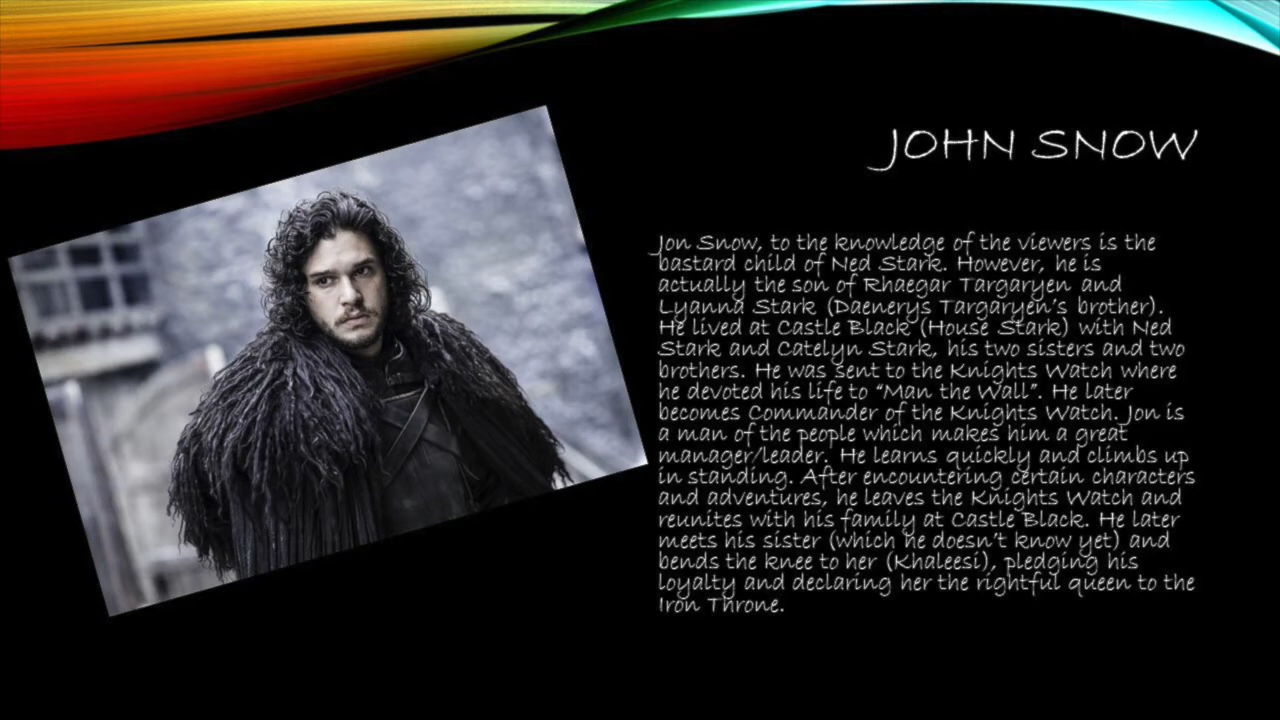 JOHN SNOW
Jon Snow, to the knowledge of the viewers is the
bastard child of Ned Stark. However, he is
actually the son of Rhaegar Targaryen and
Lyanna Stark (Daenerys Targaryen's brother).
He lived at Castle Black (House Stark) with Ned
Stark and Catelyn Stark, his two sisters and two
brothers. He was sent to the Knights Watch where
he devoted his life to “Man the Wall”. He later
becomes Commander of the Knights Watch. Jon is
a man of the people which makes him a great
manager/leader. He learns quickly and climbs up
in standing. After encountering certain characters
and adventures, he leaves the Knights Watch and
reunites with his family at Castle Black. He later
meets his sister (which he doesn't know yet) and
bends the knee to her (Khaleesi), pledging his
loyalty and declaring her the rightful queen to the
Iron Throne.